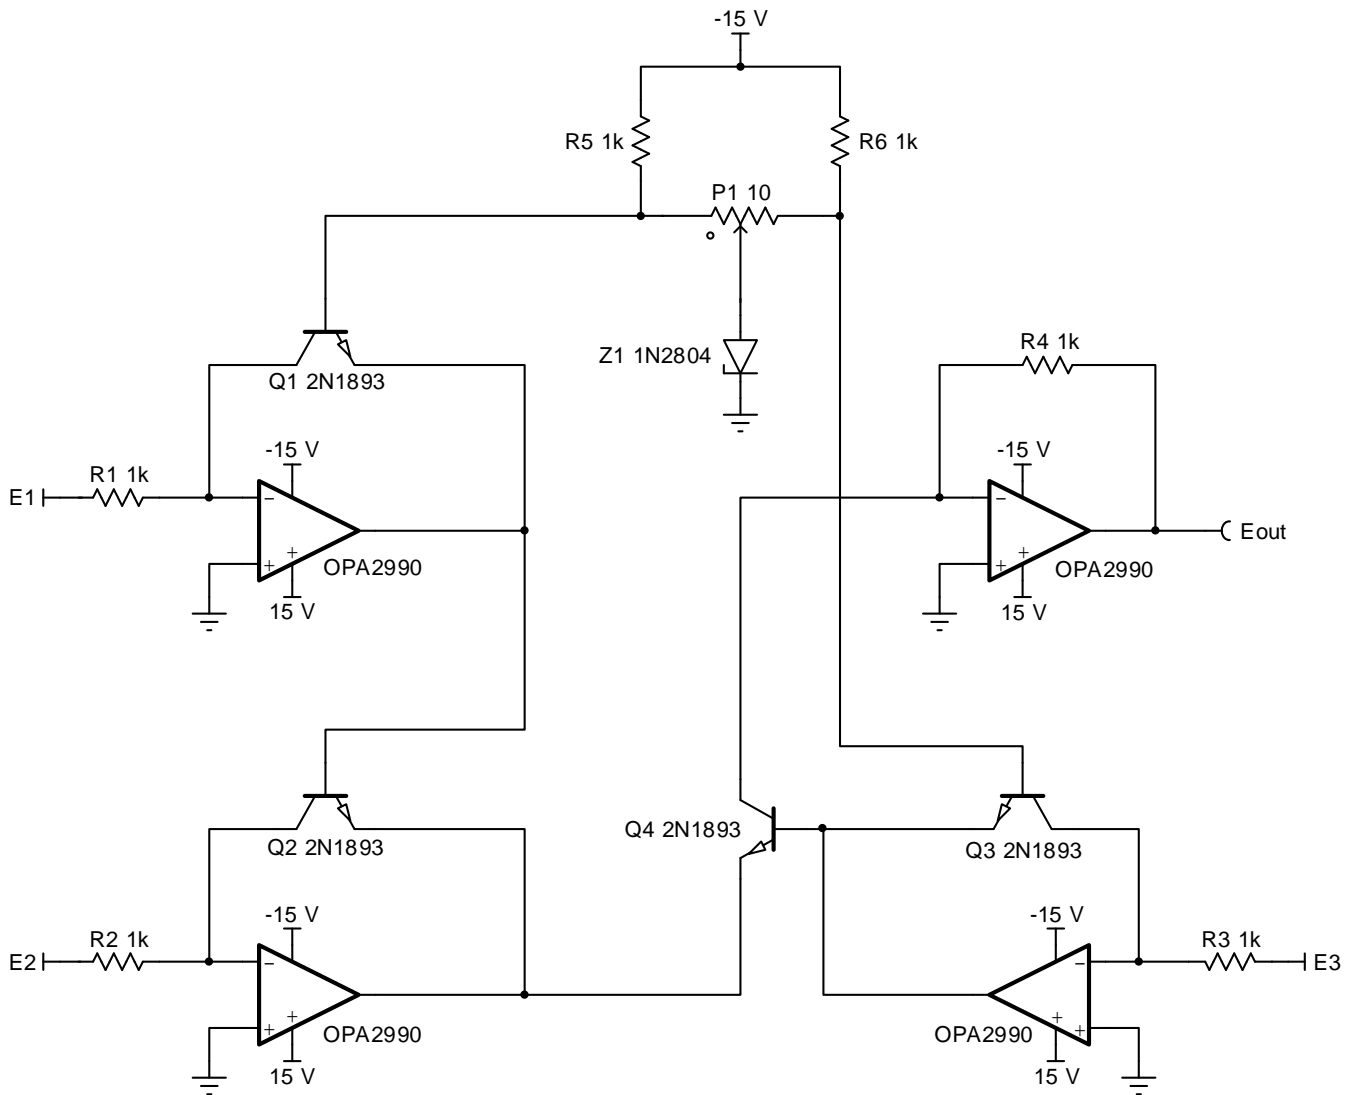 -15 V
R5 1k
R6 1k
P1 10
Z1 1N2804
R4 1k
Q1 2N1893
-15 V
-15 V
R1 1k
E1
Eout
OPA2990
OPA2990
15 V
15 V
Q4 2N1893
Q2 2N1893
Q3 2N1893
-15 V
-15 V
R2 1k
R3 1k
E2
E3
OPA2990
OPA2990
15 V
15 V